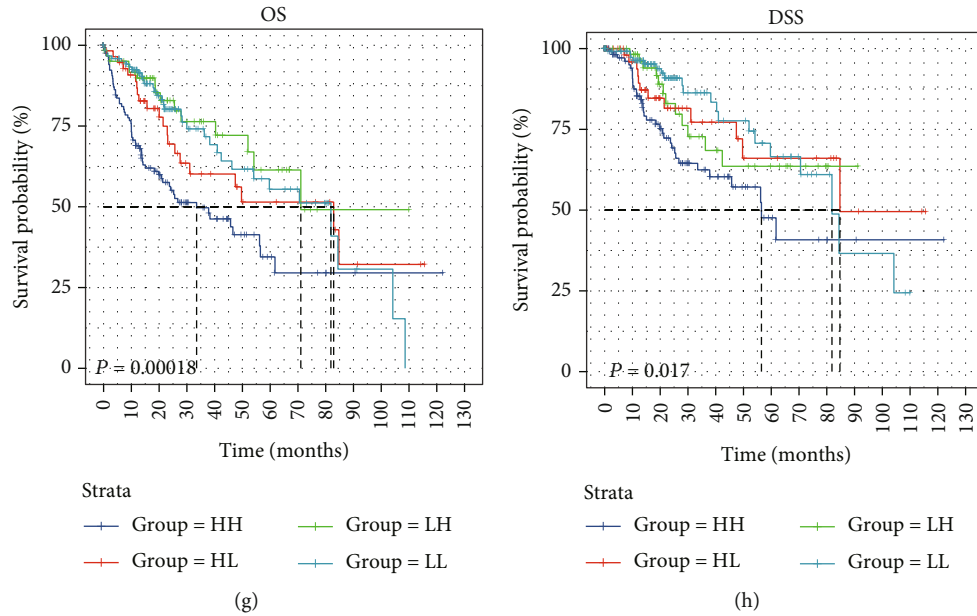 OS
Survival probability (%)
100
75
50
25
0
P = 0.00018
0 10 20 30 40 50 60 70 80 90 100 110 120 130
Time (months)
Strata
Group = HH
Group = LH
Group = HL
Group = LL
(g)
DSS
Survival probability (%)
100
75
50
25
0
P = 0.017
0 10 20 30 40 50 60 70 80 90 100 110 120 130
Time (months)
Strata
Group = HH
Group = LH
Group = HL
Group = LL
(h)